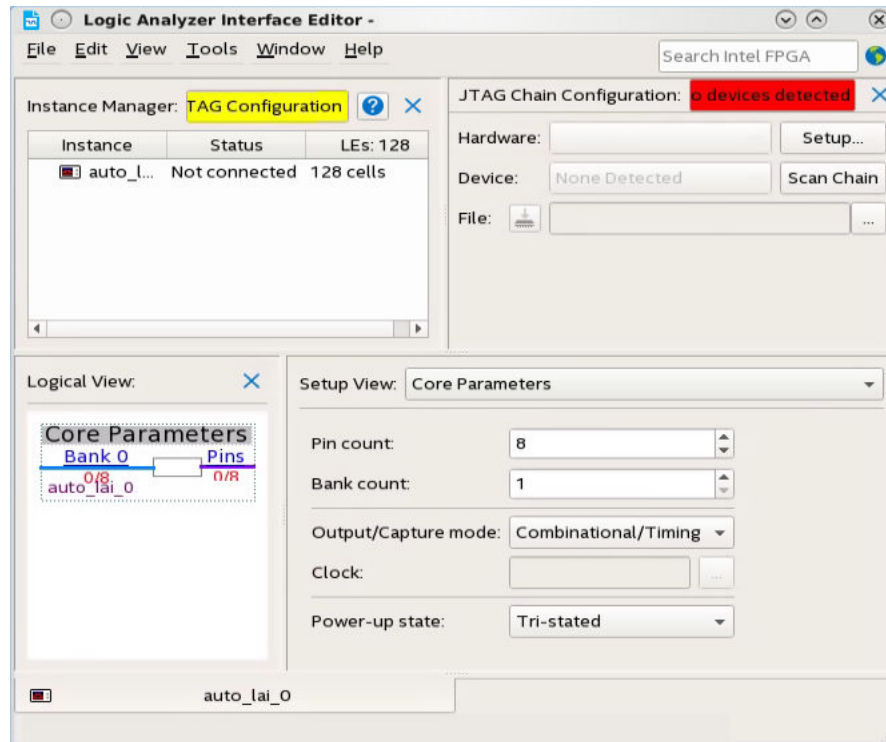 Logic Analyzer Interface Editor -
File Edit View Tools Window Help
Search Intel FPGA
Instance Manager: TAG Configuration
Instance Status LEs: 128
auto_l... Not connected 128 cells
JTAG Chain Configuration: o devices detected
Hardware: Setup...
Device: None Detected Scan Chain
File: ...
Logical View:
Core Parameters
Bank 0 Pins
0/8 0/8
auto_lai_0
Setup View: Core Parameters
Pin count: 8
Bank count: 1
Output/Capture mode: Combinational/Timing
Clock: ...
Power-up state: Tri-stated
auto_lai_0